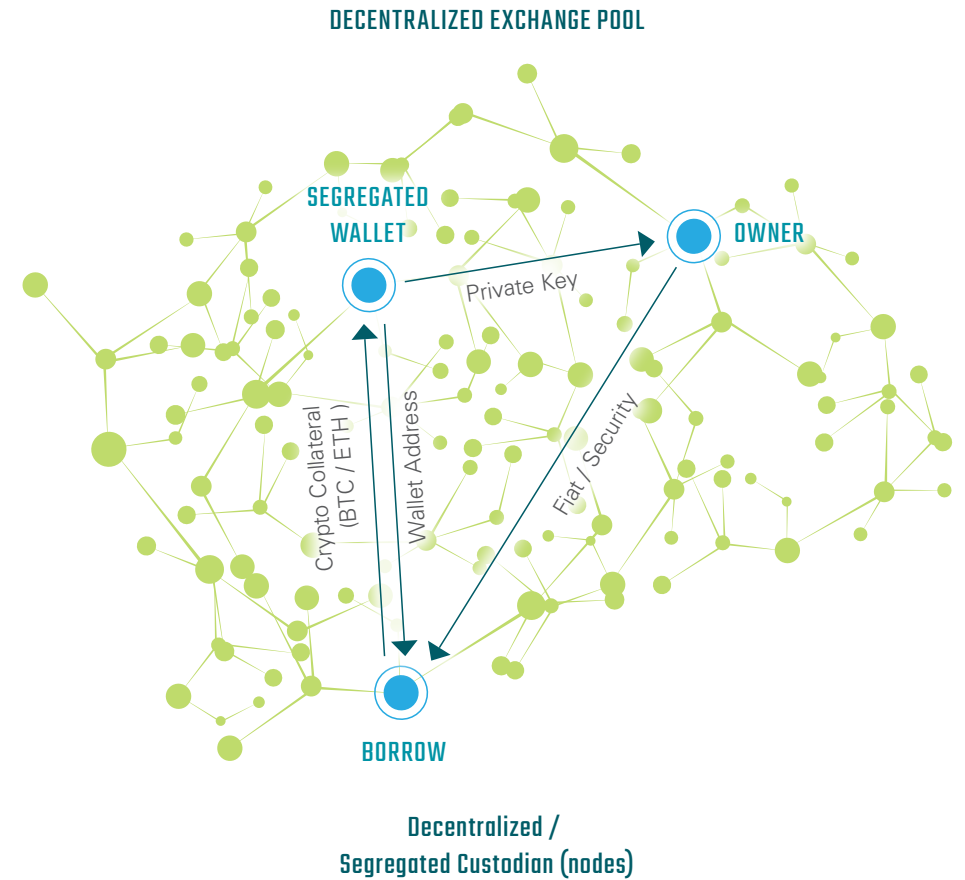 DECENTRALIZED EXCHANGE POOL
SEGREGATED
WALLET
OWNER
Private Key
Crypto Collateral
(BTC / ETH )
Wallet Address
Fiat / Security
BORROW
Decentralized /
Segregated Custodian (nodes)